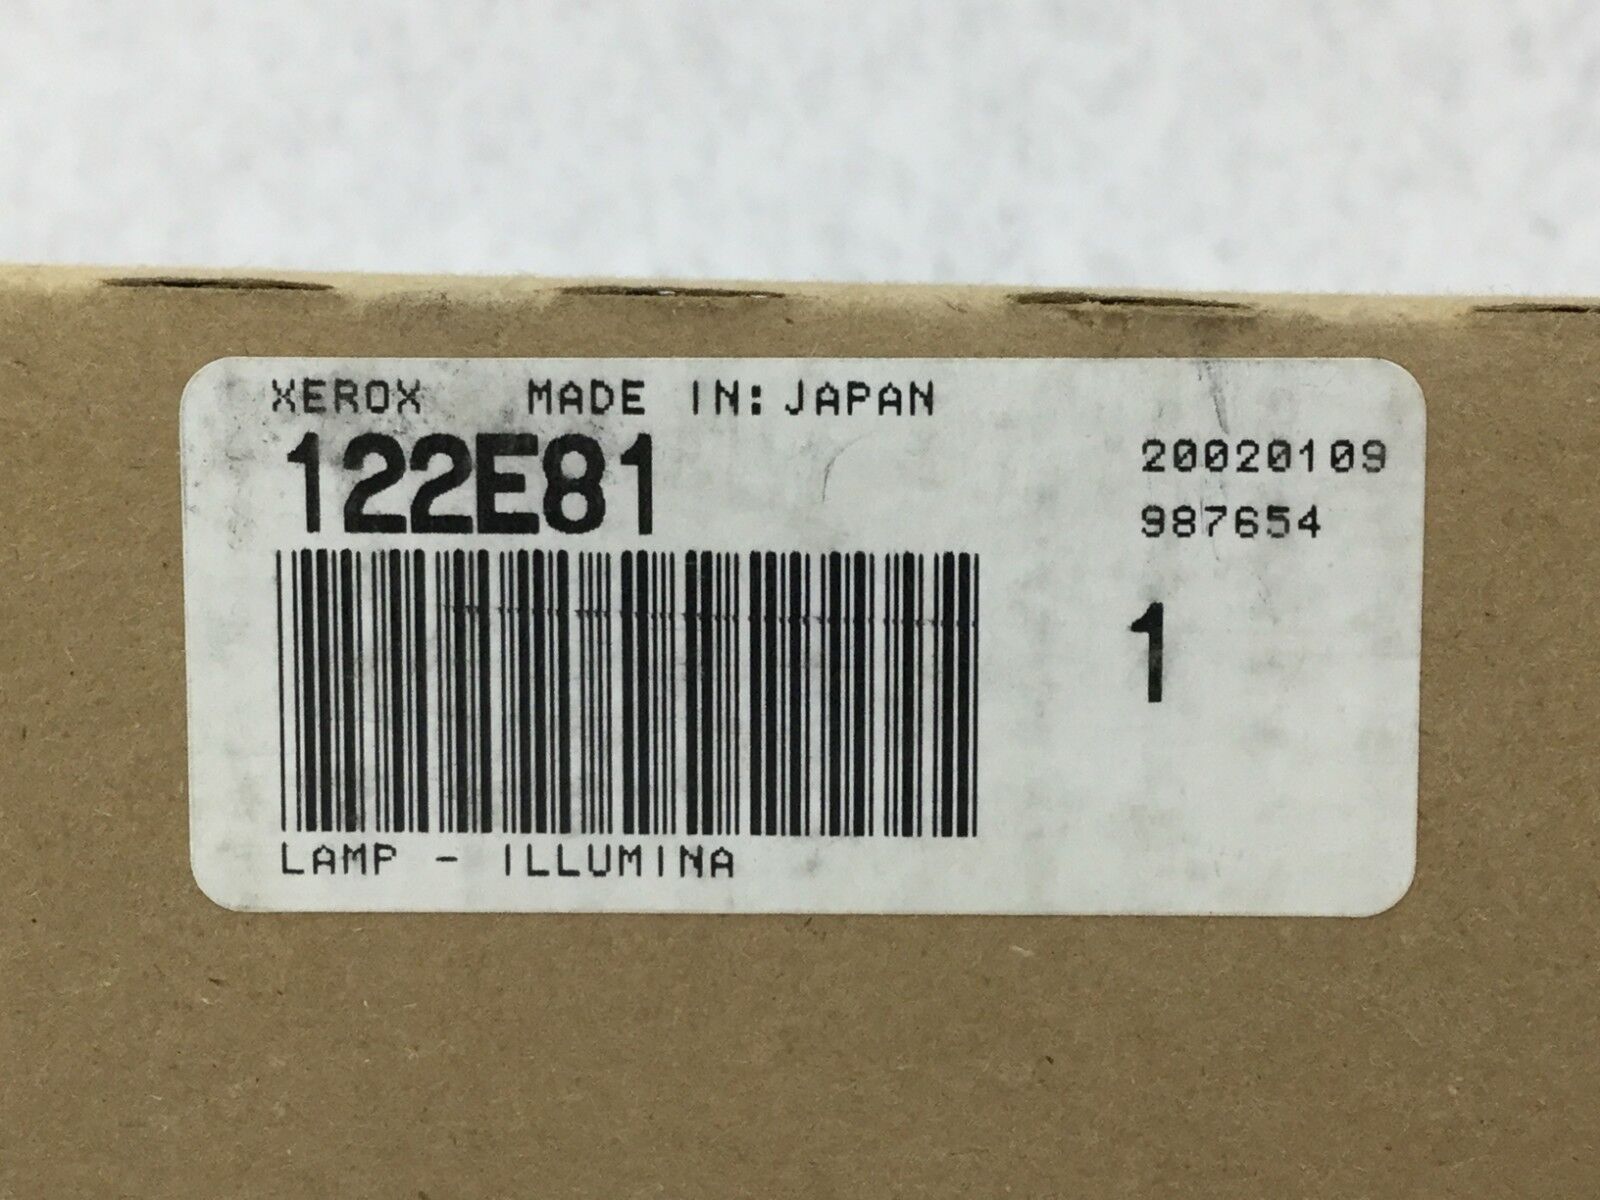 XEROX MADE IN: JAPAN
122E81
20020109
987654
1
LAMP - ILLUMINA